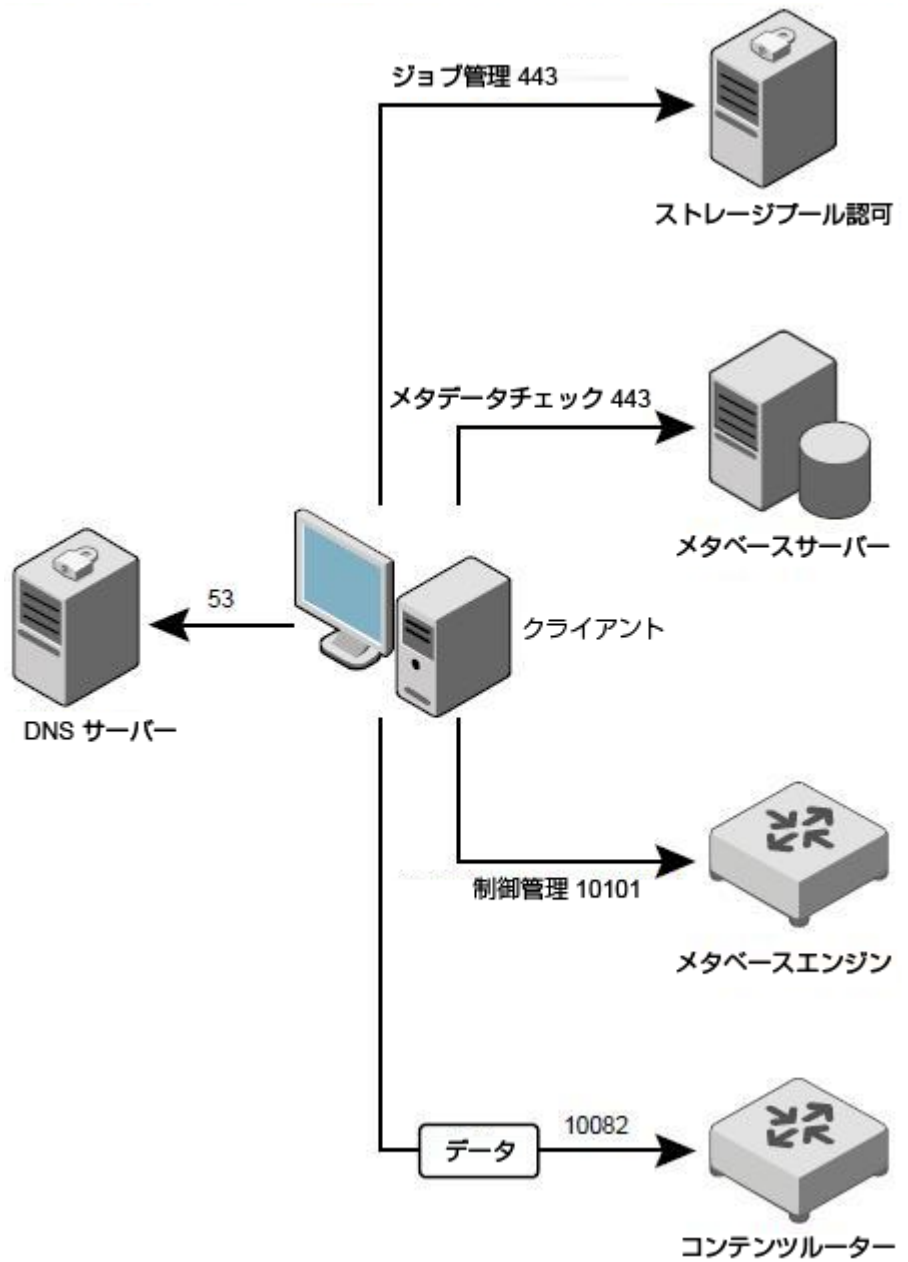 ジョブ管理 443
ストレージプール認可
メタデータチェック 443
メタベースサーバー
53
クライアント
DNS サーバー
制御管理 10101
メタベースエンジン
データ
10082
コンテンツルーター